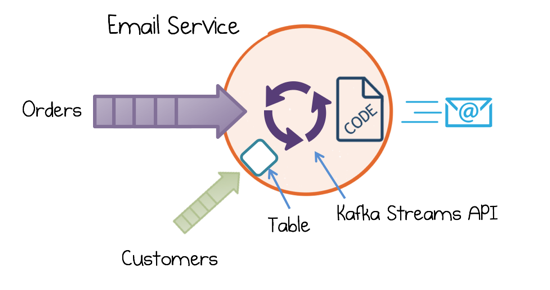 Email Service
Orders
CODE
@
Kafka Streams API
Table
Customers